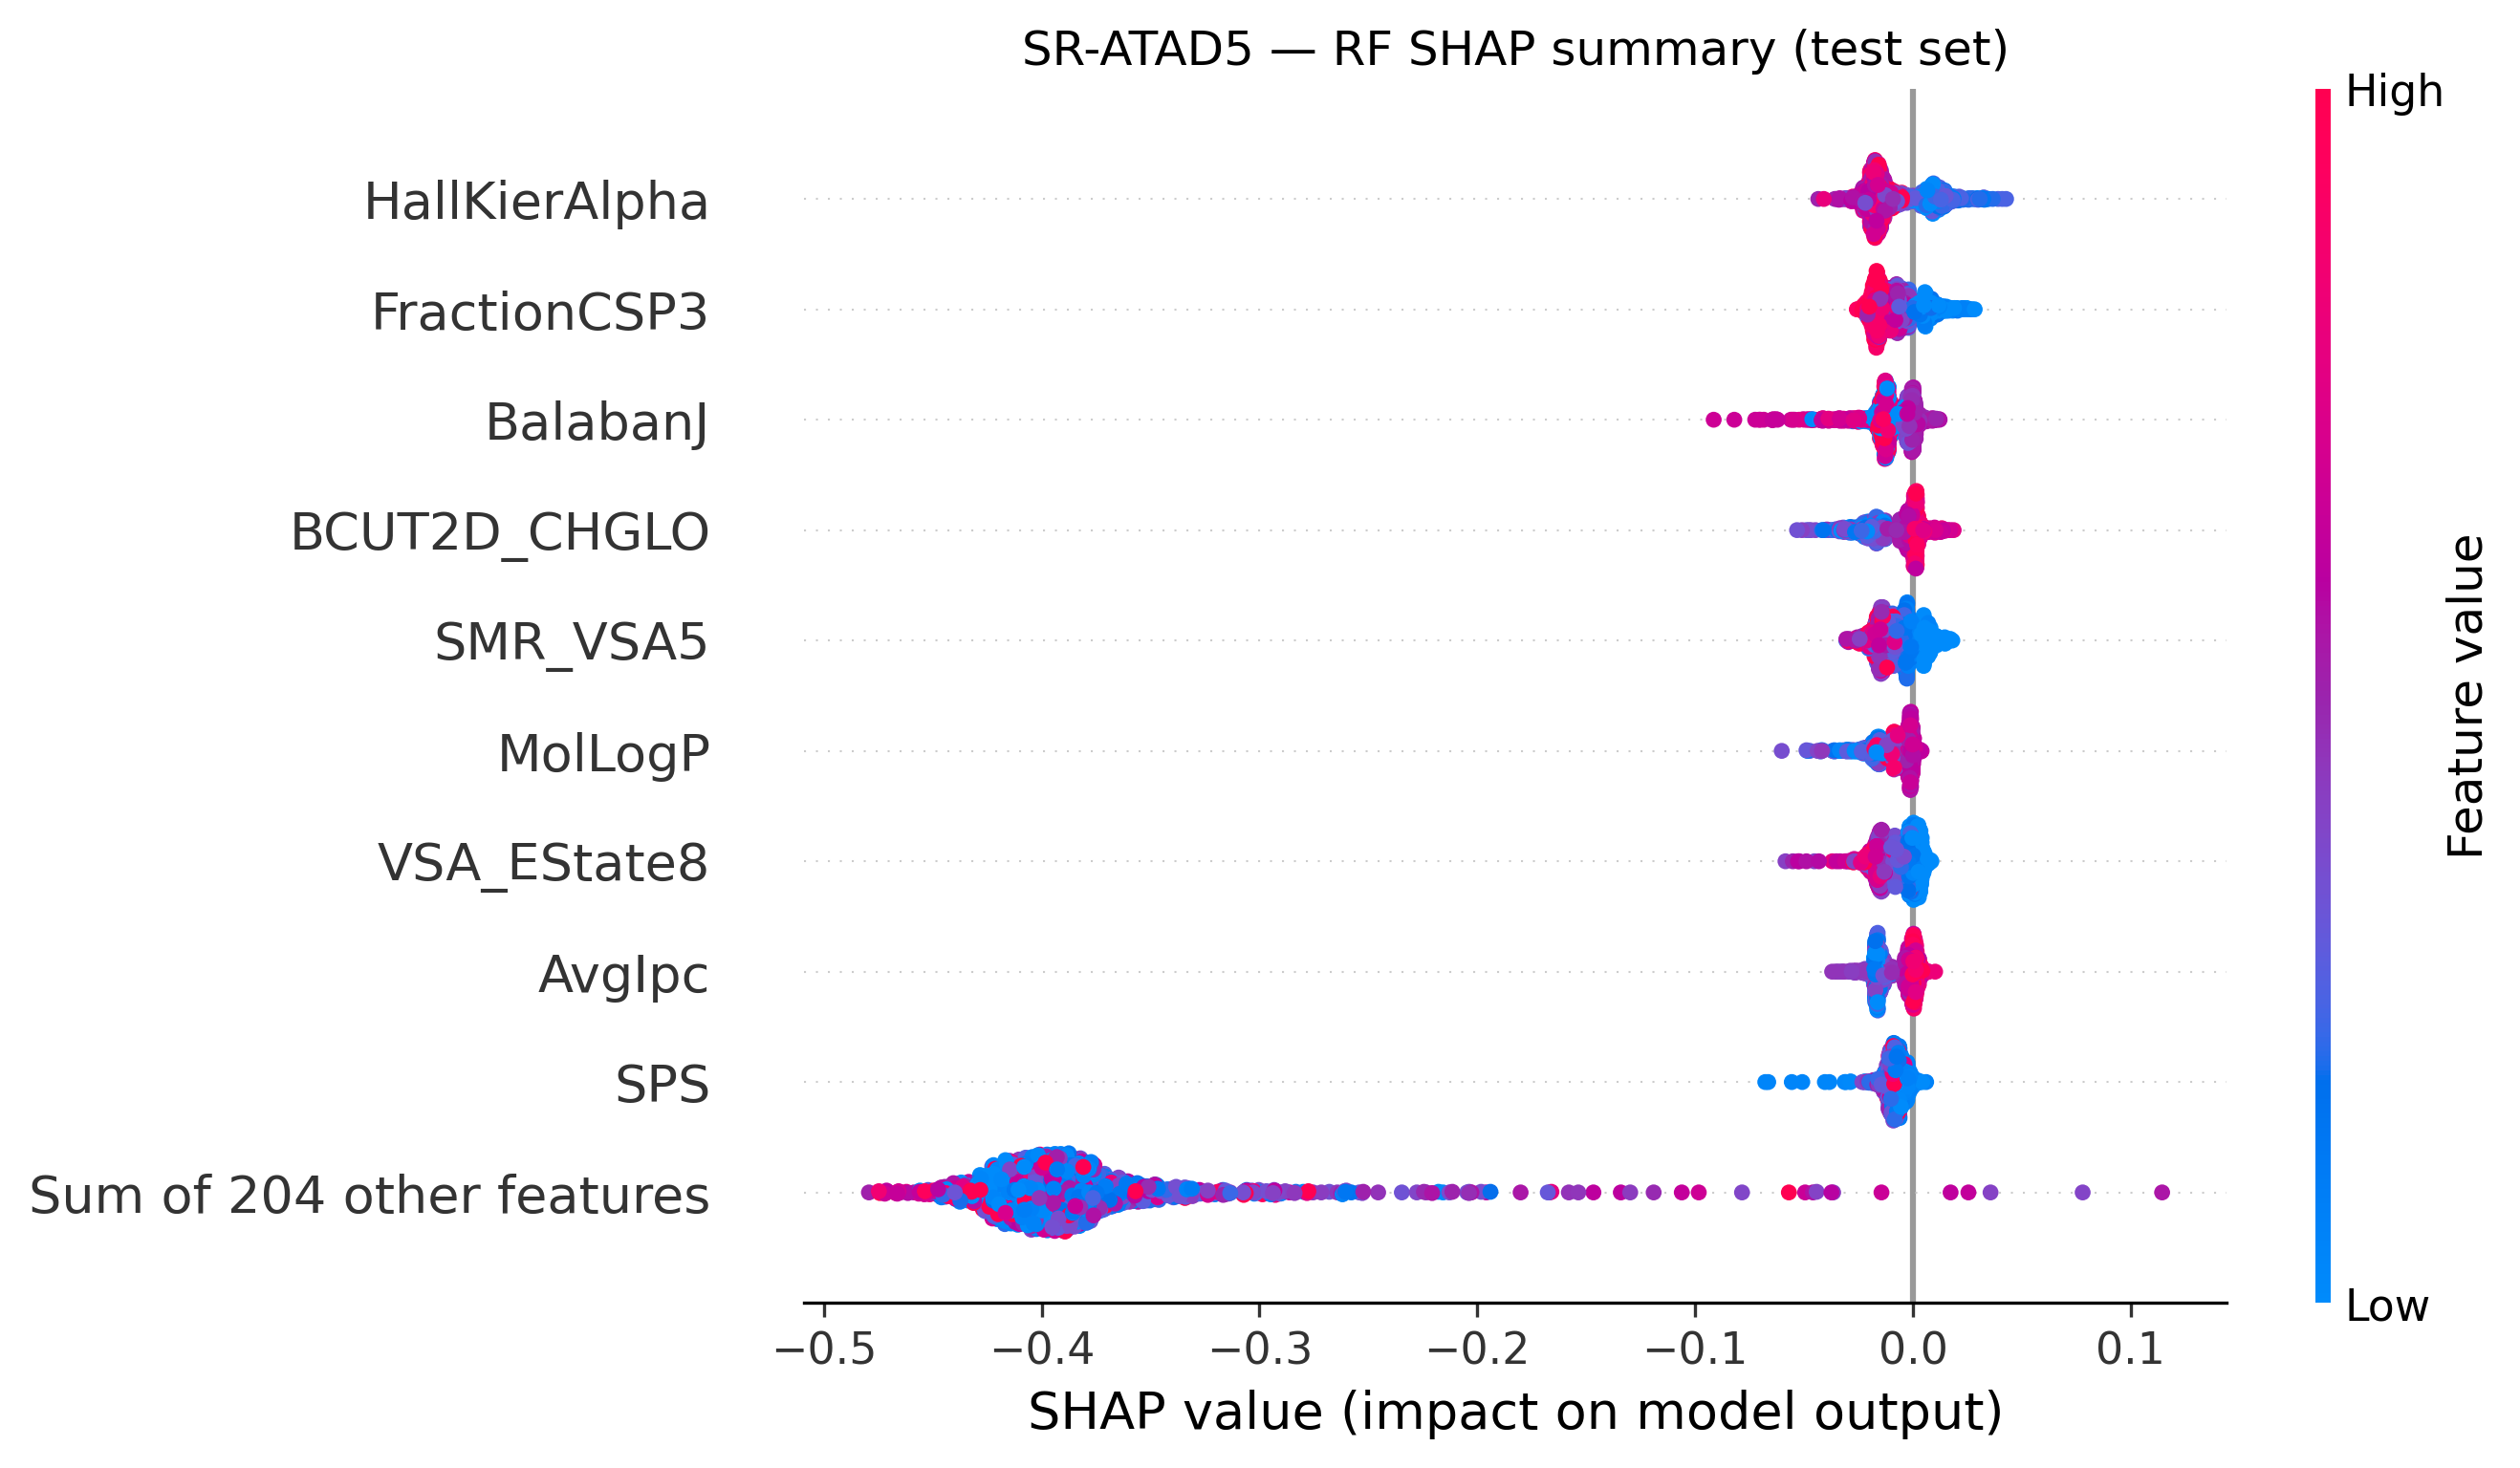 SR-ATAD5 — RF SHAP summary (test set)
High
HallKierAlpha
FractionCSP3
BalabanJ
BCUT2D_CHGLO
SMR_VSA5
MolLogP
VSA_EState8
AvgIpc
SPS
Sum of 204 other features
Feature value
Low
−0.5 −0.4 −0.3 −0.2 −0.1 0.0 0.1
SHAP value (impact on model output)